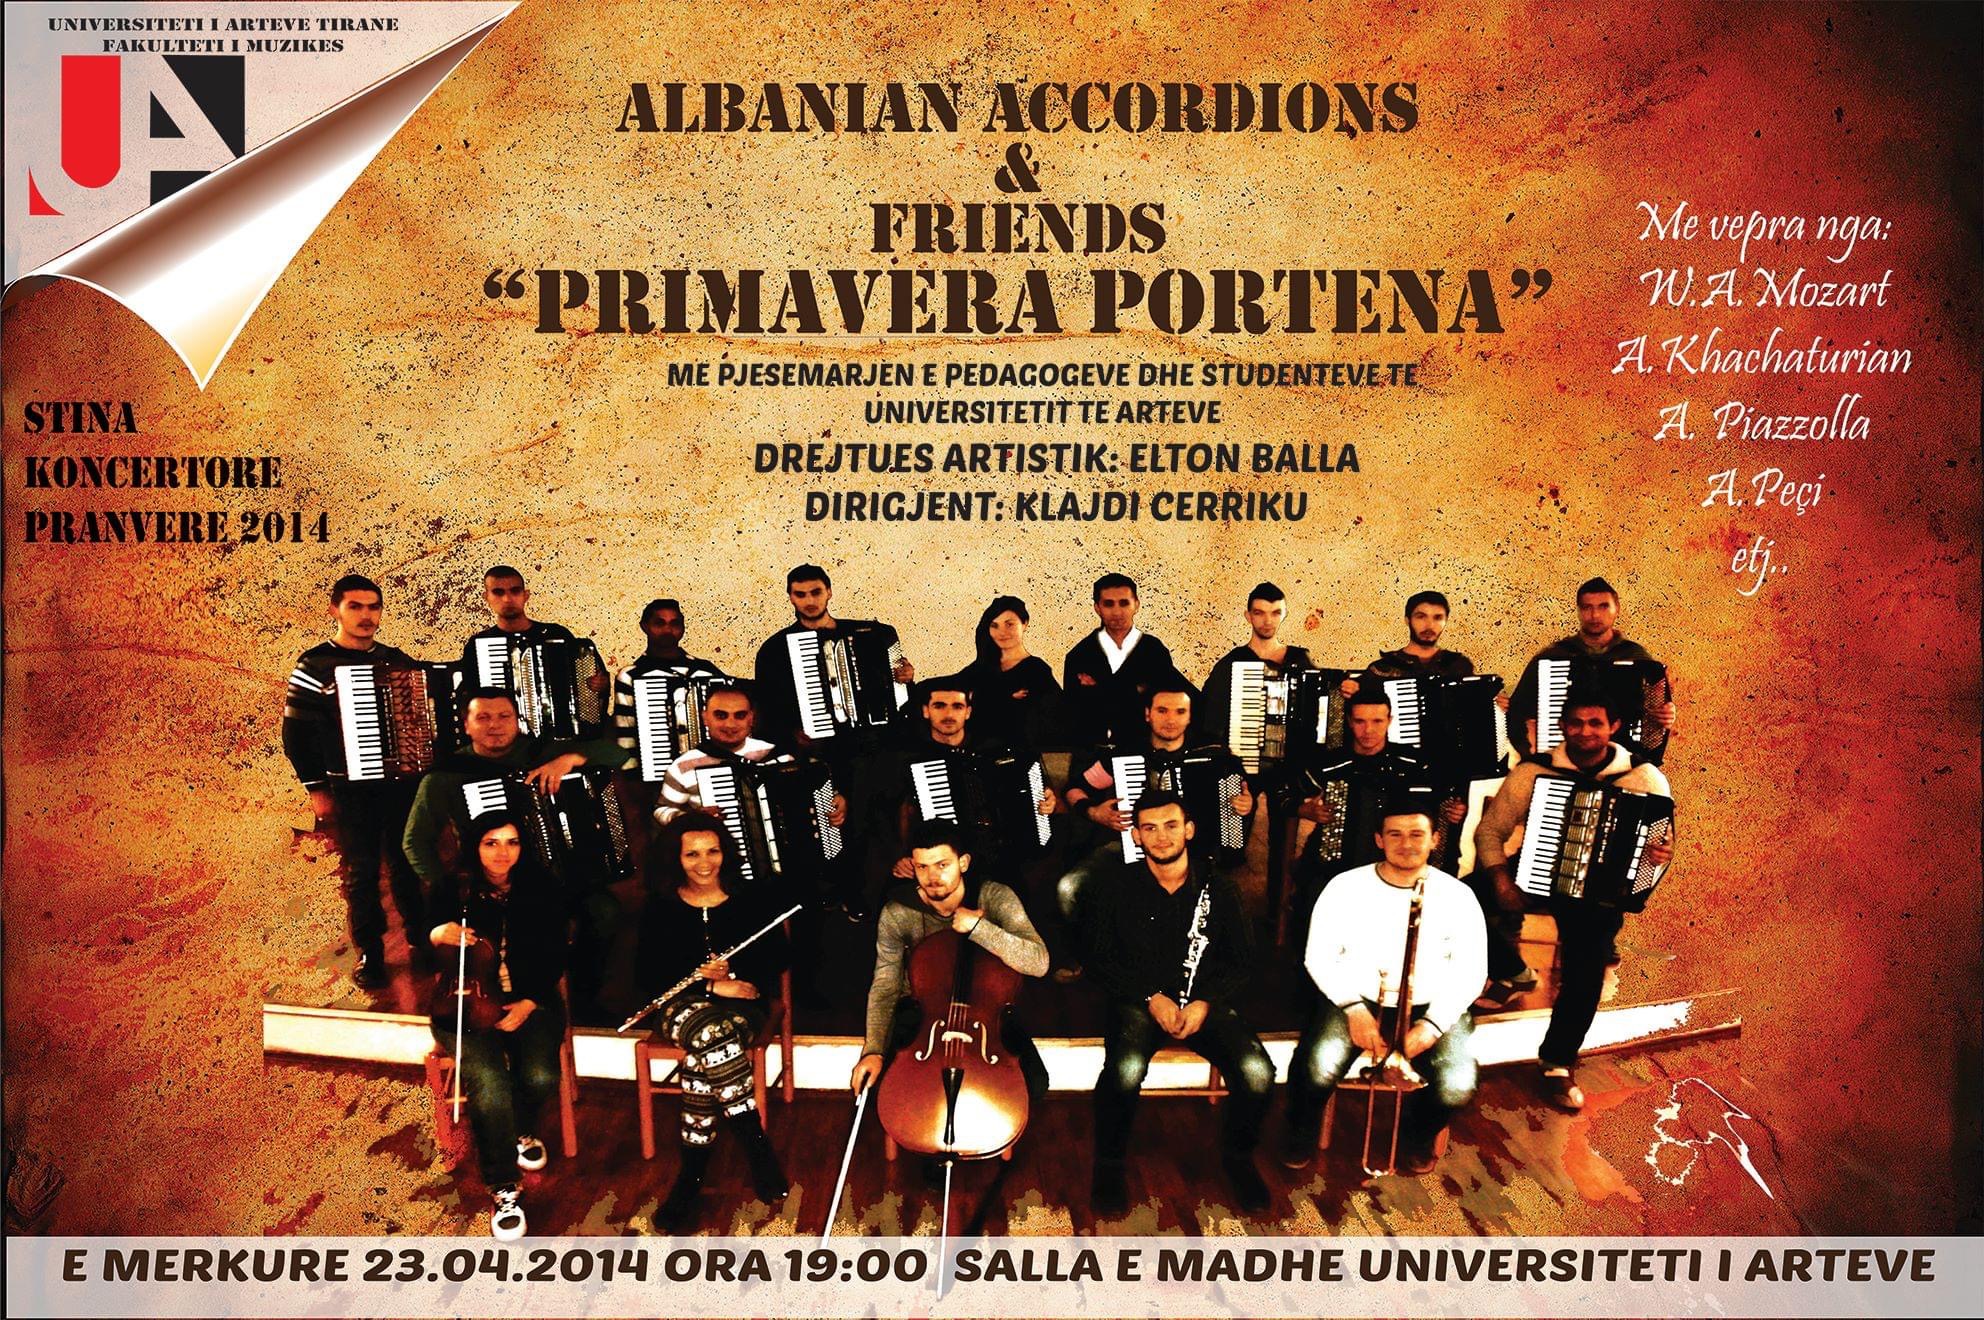 UNIVERSITETI I ARTEVE TIRANE
FAKULTETI I MUZIKES
UA
ALBANIAN ACCORDIONS
&
FRIENDS
“PRIMAVERA PORTENA”
ME PJESEMARJEN E PEDAGOGEVE DHE STUDENTEVE TE
UNIVERSITETIT TE ARTEVE
DREJTUES ARTISTIK: ELTON BALLA
DIRIGJENT: KLAJDI CERRIKU
STINA
KONCERTORE
PRANVERE 2014
Me vepra nga:
W.A. Mozart
A. Khachaturian
A. Piazzolla
A. Peçi
etj..
E MERKURE 23.04.2014 ORA 19:00 SALLA E MADHE UNIVERSITETI I ARTEVE